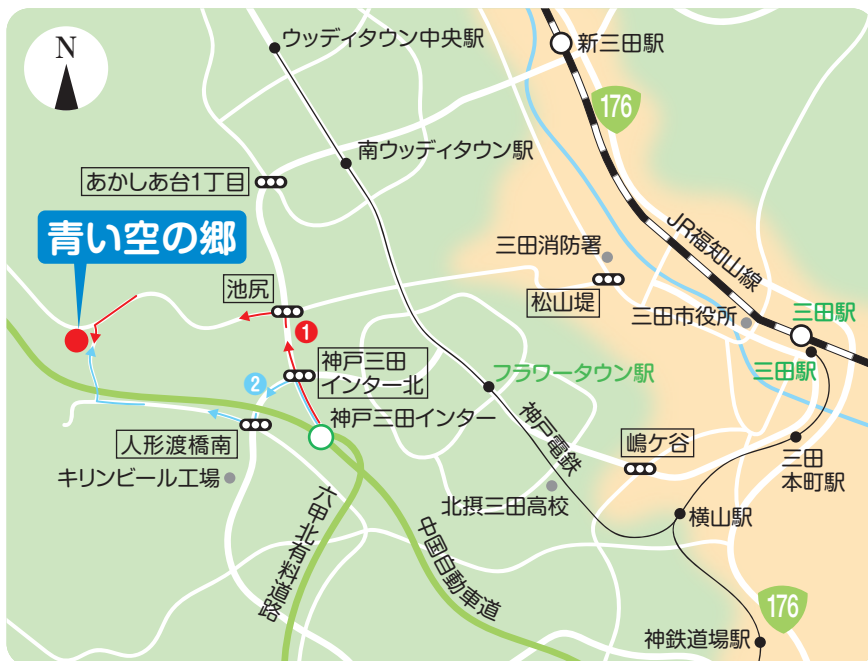 N
ウッディタウン中央駅
新三田駅
176
南ウッディタウン駅
あかしあ台1丁目
青い空の郷
JR福知山線
三田消防署
池尻
松山堤
三田市役所
三田駅
三田駅
1
神戸三田
インター北
2
フラワータウン駅
神戸三田インター
神戸電鉄
人形渡橋南
嶋ケ谷
三田
本町駅
キリンビール工場
北摂三田高校
横山駅
六甲北有料道路
中国自動車道
176
神鉄道場駅